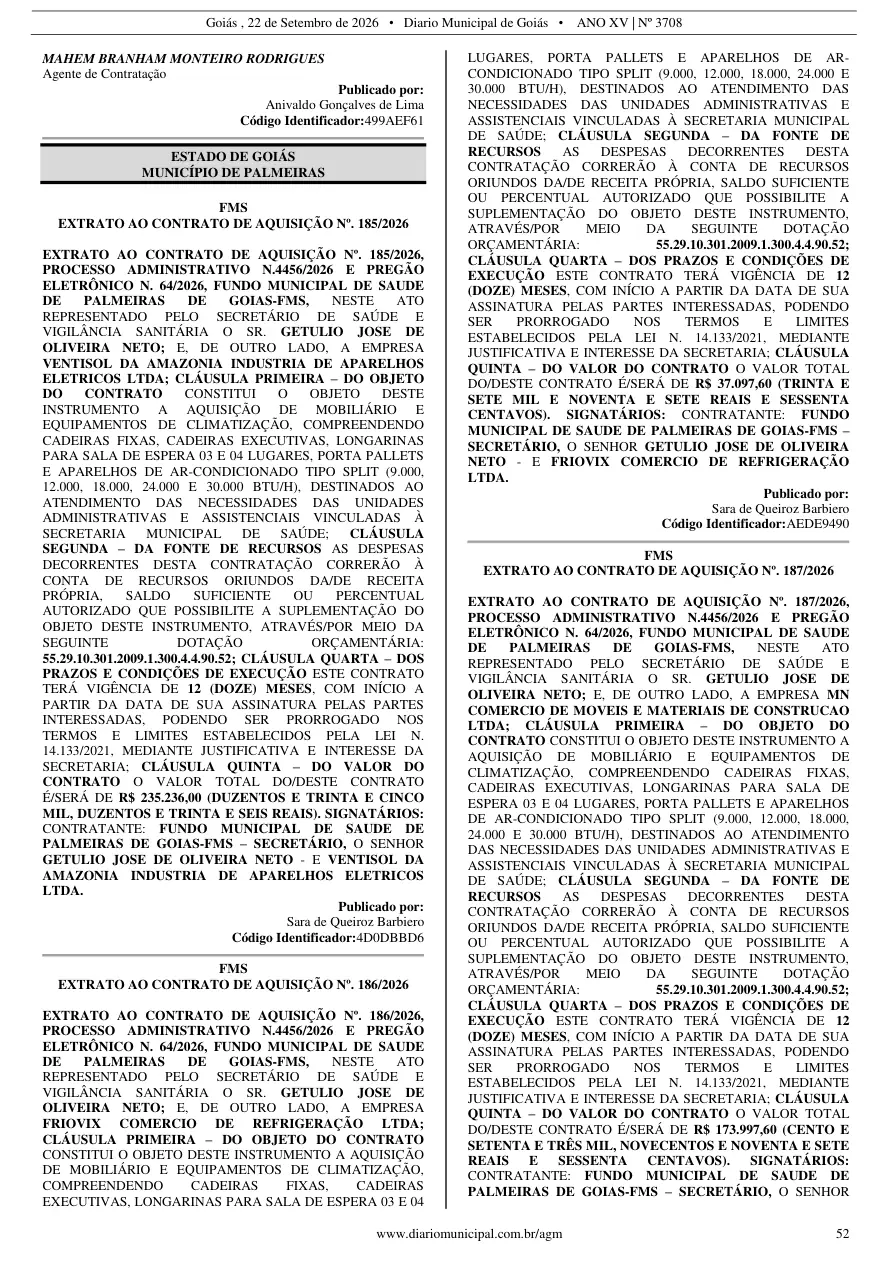 Goiás , 22 de Setembro de 2026 • Diario Municipal de Goiás • ANO XV | Nº 3708
MAHEM BRANHAM MONTEIRO RODRIGUES
Agente de Contratação
Publicado por:
Anivaldo Gonçalves de Lima
Código Identificador:499AEF61
ESTADO DE GOIÁS
MUNICÍPIO DE PALMEIRAS
FMS
EXTRATO AO CONTRATO DE AQUISIÇÃO Nº. 185/2026
EXTRATO AO CONTRATO DE AQUISIÇÃO Nº. 185/2026,
PROCESSO ADMINISTRATIVO N.4456/2026 E PREGÃO
ELETRÔNICO N. 64/2026, FUNDO MUNICIPAL DE SAUDE
DE PALMEIRAS DE GOIAS-FMS, NESTE ATO
REPRESENTADO PELO SECRETÁRIO DE SAÚDE E
VIGILÂNCIA SANITÁRIA O SR. GETULIO JOSE DE
OLIVEIRA NETO; E, DE OUTRO LADO, A EMPRESA
VENTISOL DA AMAZONIA INDUSTRIA DE APARELHOS
ELETRICOS LTDA; CLÁUSULA PRIMEIRA – DO OBJETO
DO CONTRATO CONSTITUI O OBJETO DESTE
INSTRUMENTO A AQUISIÇÃO DE MOBILIÁRIO E
EQUIPAMENTOS DE CLIMATIZAÇÃO, COMPREENDENDO
CADEIRAS FIXAS, CADEIRAS EXECUTIVAS, LONGARINAS
PARA SALA DE ESPERA 03 E 04 LUGARES, PORTA PALLETS
E APARELHOS DE AR-CONDICIONADO TIPO SPLIT (9.000,
12.000, 18.000, 24.000 E 30.000 BTU/H), DESTINADOS AO
ATENDIMENTO DAS NECESSIDADES DAS UNIDADES
ADMINISTRATIVAS E ASSISTENCIAIS VINCULADAS À
SECRETARIA MUNICIPAL DE SAÚDE; CLÁUSULA
SEGUNDA – DA FONTE DE RECURSOS AS DESPESAS
DECORRENTES DESTA CONTRATAÇÃO CORRERÃO À
CONTA DE RECURSOS ORIUNDOS DA/DE RECEITA
PRÓPRIA, SALDO SUFICIENTE OU PERCENTUAL
AUTORIZADO QUE POSSIBILITE A SUPLEMENTAÇÃO DO
OBJETO DESTE INSTRUMENTO, ATRAVÉS/POR MEIO DA
SEGUINTE DOTAÇÃO ORÇAMENTÁRIA:
55.29.10.301.2009.1.300.4.4.90.52; CLÁUSULA QUARTA – DOS
PRAZOS E CONDIÇÕES DE EXECUÇÃO ESTE CONTRATO
TERÁ VIGÊNCIA DE 12 (DOZE) MESES, COM INÍCIO A
PARTIR DA DATA DE SUA ASSINATURA PELAS PARTES
INTERESSADAS, PODENDO SER PRORROGADO NOS
TERMOS E LIMITES ESTABELECIDOS PELA LEI N.
14.133/2021, MEDIANTE JUSTIFICATIVA E INTERESSE DA
SECRETARIA; CLÁUSULA QUINTA – DO VALOR DO
CONTRATO O VALOR TOTAL DO/DESTE CONTRATO
É/SERÁ DE R$ 235.236,00 (DUZENTOS E TRINTA E CINCO
MIL, DUZENTOS E TRINTA E SEIS REAIS). SIGNATÁRIOS:
CONTRATANTE: FUNDO MUNICIPAL DE SAUDE DE
PALMEIRAS DE GOIAS-FMS – SECRETÁRIO, O SENHOR
GETULIO JOSE DE OLIVEIRA NETO - E VENTISOL DA
AMAZONIA INDUSTRIA DE APARELHOS ELETRICOS
LTDA.
Publicado por:
Sara de Queiroz Barbiero
Código Identificador:4D0DBBD6
FMS
EXTRATO AO CONTRATO DE AQUISIÇÃO Nº. 186/2026
EXTRATO AO CONTRATO DE AQUISIÇÃO Nº. 186/2026,
PROCESSO ADMINISTRATIVO N.4456/2026 E PREGÃO
ELETRÔNICO N. 64/2026, FUNDO MUNICIPAL DE SAUDE
DE PALMEIRAS DE GOIAS-FMS, NESTE ATO
REPRESENTADO PELO SECRETÁRIO DE SAÚDE E
VIGILÂNCIA SANITÁRIA O SR. GETULIO JOSE DE
OLIVEIRA NETO; E, DE OUTRO LADO, A EMPRESA
FRIOVIX COMERCIO DE REFRIGERAÇÃO LTDA;
CLÁUSULA PRIMEIRA – DO OBJETO DO CONTRATO
CONSTITUI O OBJETO DESTE INSTRUMENTO A AQUISIÇÃO
DE MOBILIÁRIO E EQUIPAMENTOS DE CLIMATIZAÇÃO,
COMPREENDENDO CADEIRAS FIXAS, CADEIRAS
EXECUTIVAS, LONGARINAS PARA SALA DE ESPERA 03 E 04
LUGARES, PORTA PALLETS E APARELHOS DE AR-
CONDICIONADO TIPO SPLIT (9.000, 12.000, 18.000, 24.000 E
30.000 BTU/H), DESTINADOS AO ATENDIMENTO DAS
NECESSIDADES DAS UNIDADES ADMINISTRATIVAS E
ASSISTENCIAIS VINCULADAS À SECRETARIA MUNICIPAL
DE SAÚDE; CLÁUSULA SEGUNDA – DA FONTE DE
RECURSOS AS DESPESAS DECORRENTES DESTA
CONTRATAÇÃO CORRERÃO À CONTA DE RECURSOS
ORIUNDOS DA/DE RECEITA PRÓPRIA, SALDO SUFICIENTE
OU PERCENTUAL AUTORIZADO QUE POSSIBILITE A
SUPLEMENTAÇÃO DO OBJETO DESTE INSTRUMENTO,
ATRAVÉS/POR MEIO DA SEGUINTE DOTAÇÃO
ORÇAMENTÁRIA: 55.29.10.301.2009.1.300.4.4.90.52;
CLÁUSULA QUARTA – DOS PRAZOS E CONDIÇÕES DE
EXECUÇÃO ESTE CONTRATO TERÁ VIGÊNCIA DE 12
(DOZE) MESES, COM INÍCIO A PARTIR DA DATA DE SUA
ASSINATURA PELAS PARTES INTERESSADAS, PODENDO
SER PRORROGADO NOS TERMOS E LIMITES
ESTABELECIDOS PELA LEI N. 14.133/2021, MEDIANTE
JUSTIFICATIVA E INTERESSE DA SECRETARIA; CLÁUSULA
QUINTA – DO VALOR DO CONTRATO O VALOR TOTAL
DO/DESTE CONTRATO É/SERÁ DE R$ 37.097,60 (TRINTA E
SETE MIL E NOVENTA E SETE REAIS E SESSENTA
CENTAVOS). SIGNATÁRIOS: CONTRATANTE: FUNDO
MUNICIPAL DE SAUDE DE PALMEIRAS DE GOIAS-FMS –
SECRETÁRIO, O SENHOR GETULIO JOSE DE OLIVEIRA
NETO - E FRIOVIX COMERCIO DE REFRIGERAÇÃO
LTDA.
Publicado por:
Sara de Queiroz Barbiero
Código Identificador:AEDE9490
FMS
EXTRATO AO CONTRATO DE AQUISIÇÃO Nº. 187/2026
EXTRATO AO CONTRATO DE AQUISIÇÃO Nº. 187/2026,
PROCESSO ADMINISTRATIVO N.4456/2026 E PREGÃO
ELETRÔNICO N. 64/2026, FUNDO MUNICIPAL DE SAUDE
DE PALMEIRAS DE GOIAS-FMS, NESTE ATO
REPRESENTADO PELO SECRETÁRIO DE SAÚDE E
VIGILÂNCIA SANITÁRIA O SR. GETULIO JOSE DE
OLIVEIRA NETO; E, DE OUTRO LADO, A EMPRESA MN
COMERCIO DE MOVEIS E MATERIAIS DE CONSTRUCAO
LTDA; CLÁUSULA PRIMEIRA – DO OBJETO DO
CONTRATO CONSTITUI O OBJETO DESTE INSTRUMENTO A
AQUISIÇÃO DE MOBILIÁRIO E EQUIPAMENTOS DE
CLIMATIZAÇÃO, COMPREENDENDO CADEIRAS FIXAS,
CADEIRAS EXECUTIVAS, LONGARINAS PARA SALA DE
ESPERA 03 E 04 LUGARES, PORTA PALLETS E APARELHOS
DE AR-CONDICIONADO TIPO SPLIT (9.000, 12.000, 18.000,
24.000 E 30.000 BTU/H), DESTINADOS AO ATENDIMENTO
DAS NECESSIDADES DAS UNIDADES ADMINISTRATIVAS E
ASSISTENCIAIS VINCULADAS À SECRETARIA MUNICIPAL
DE SAÚDE; CLÁUSULA SEGUNDA – DA FONTE DE
RECURSOS AS DESPESAS DECORRENTES DESTA
CONTRATAÇÃO CORRERÃO À CONTA DE RECURSOS
ORIUNDOS DA/DE RECEITA PRÓPRIA, SALDO SUFICIENTE
OU PERCENTUAL AUTORIZADO QUE POSSIBILITE A
SUPLEMENTAÇÃO DO OBJETO DESTE INSTRUMENTO,
ATRAVÉS/POR MEIO DA SEGUINTE DOTAÇÃO
ORÇAMENTÁRIA: 55.29.10.301.2009.1.300.4.4.90.52;
CLÁUSULA QUARTA – DOS PRAZOS E CONDIÇÕES DE
EXECUÇÃO ESTE CONTRATO TERÁ VIGÊNCIA DE 12
(DOZE) MESES, COM INÍCIO A PARTIR DA DATA DE SUA
ASSINATURA PELAS PARTES INTERESSADAS, PODENDO
SER PRORROGADO NOS TERMOS E LIMITES
ESTABELECIDOS PELA LEI N. 14.133/2021, MEDIANTE
JUSTIFICATIVA E INTERESSE DA SECRETARIA; CLÁUSULA
QUINTA – DO VALOR DO CONTRATO O VALOR TOTAL
DO/DESTE CONTRATO É/SERÁ DE R$ 173.997,60 (CENTO E
SETENTA E TRÊS MIL, NOVECENTOS E NOVENTA E SETE
REAIS E SESSENTA CENTAVOS). SIGNATÁRIOS:
CONTRATANTE: FUNDO MUNICIPAL DE SAUDE DE
PALMEIRAS DE GOIAS-FMS – SECRETÁRIO, O SENHOR
www.diariomunicipal.com.br/agm 52